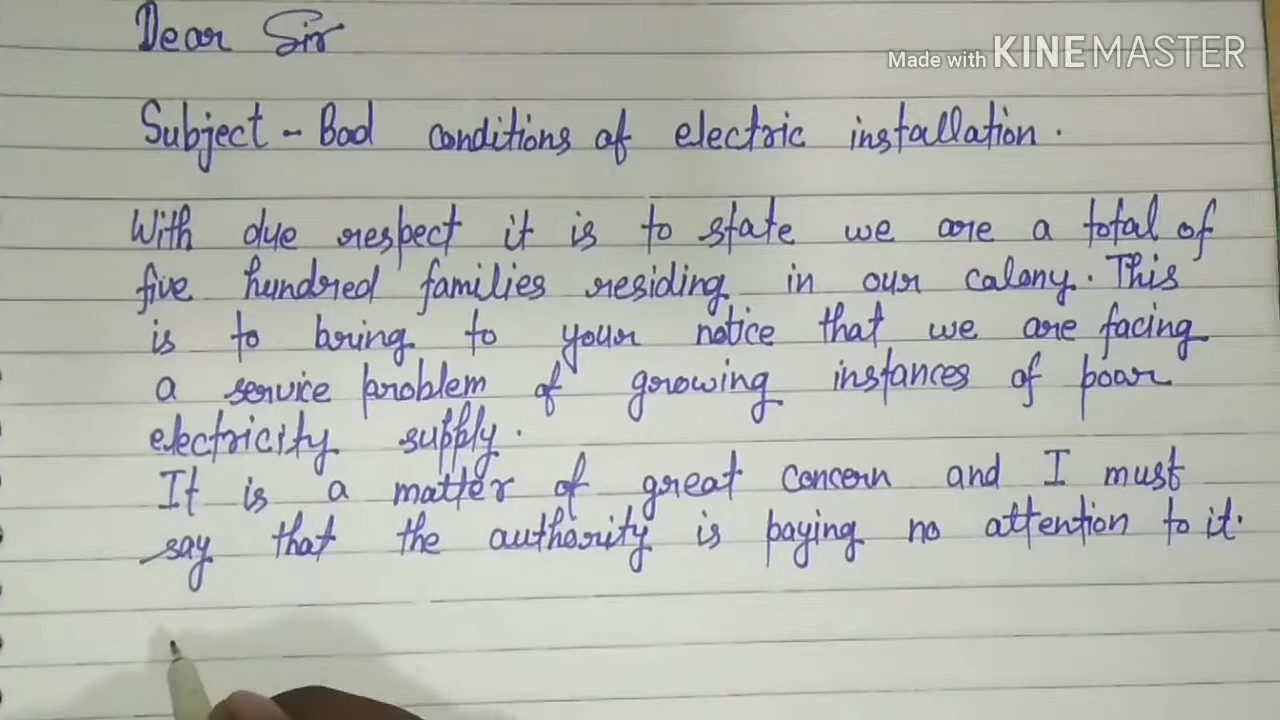 Dear Sir
Made with KINEMASTER
Subject - Bad conditions of electric installation.
With due respect it is to state we are a total of
five hundred families residing in our calony. This
is to bring to your notice that we are facing
a service problem of growing instances of poar
electricity supply.
It is a matter of great concern and I must
say that the authority is paying no attention to it.